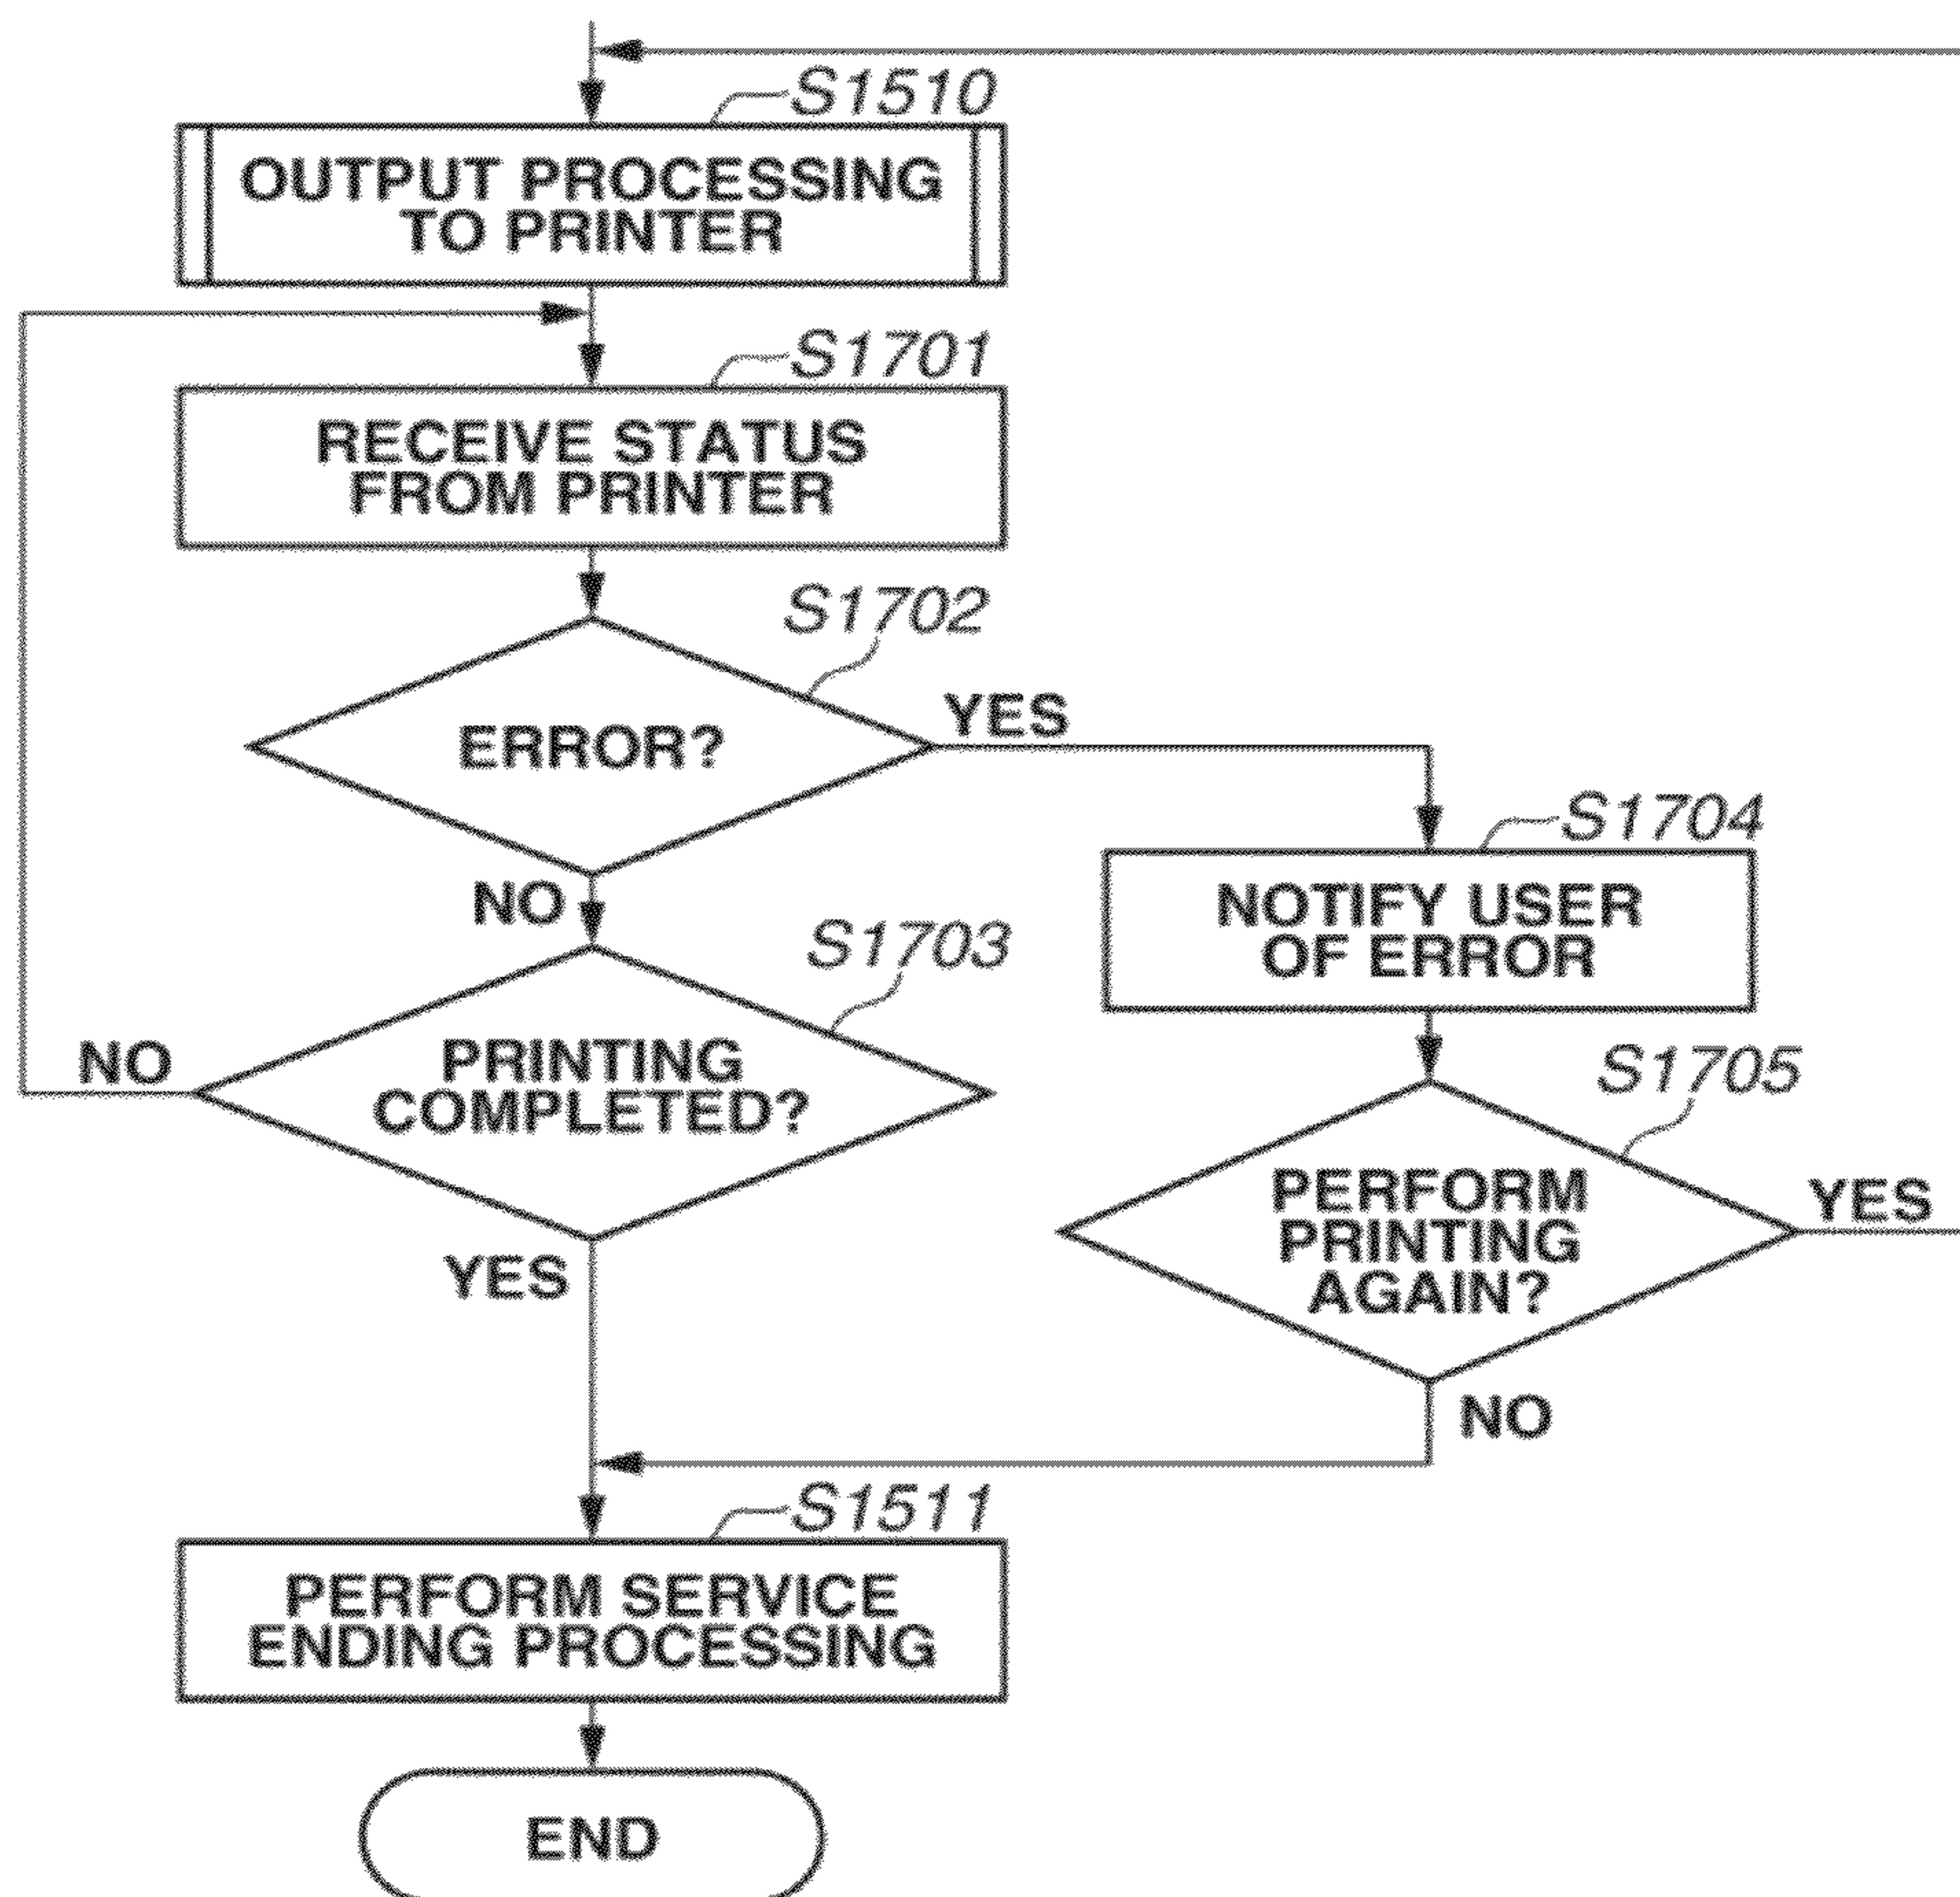 S1510
OUTPUT PROCESSING
TO PRINTER
S1701
RECEIVE STATUS
FROM PRINTER
S1702
ERROR?
YES
NO
S1704
NOTIFY USER
OF ERROR
S1703
PRINTING
COMPLETED?
NO
YES
S1705
PERFORM
PRINTING
AGAIN?
YES
NO
S1511
PERFORM SERVICE
ENDING PROCESSING
END